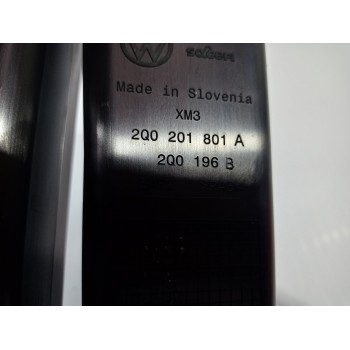 Made in Slovenia
XM3
2Q0 201 801 A
2Q0 196 B